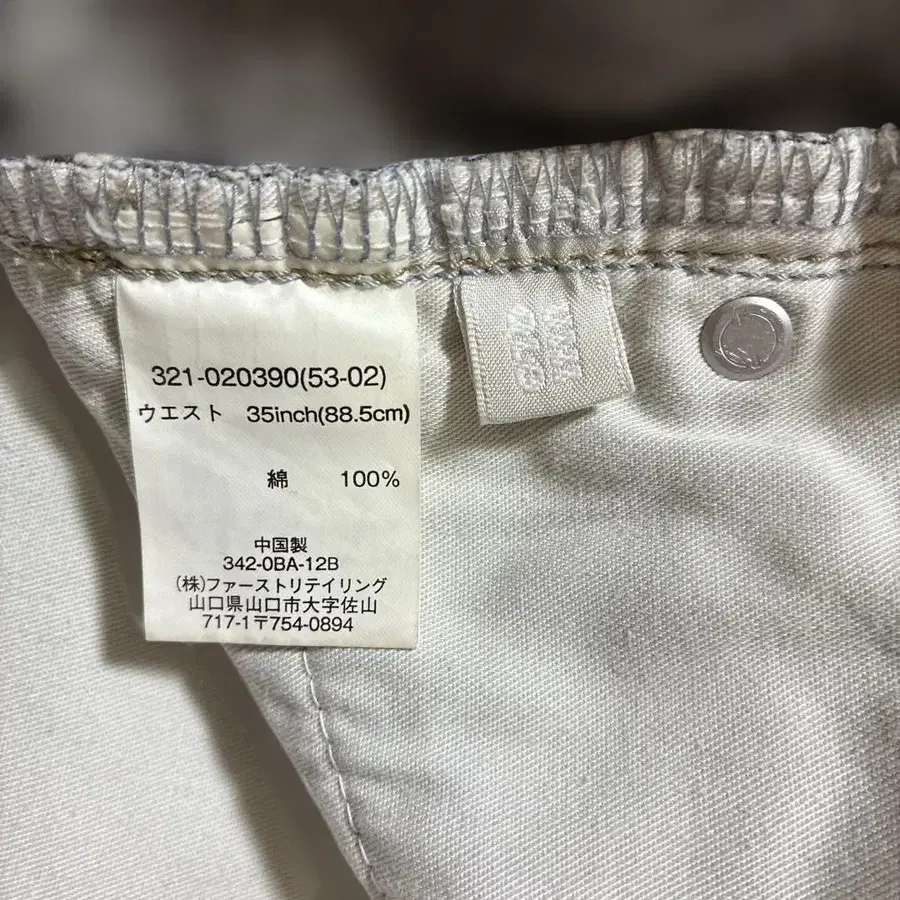 321-020390(53-02)
ウエスト 35inch(88.5cm)
綿 100%
中国製
342-0BA-12B
(株)ファーストリテイリング
山口県山口市大字佐山
717-1〒754-0894